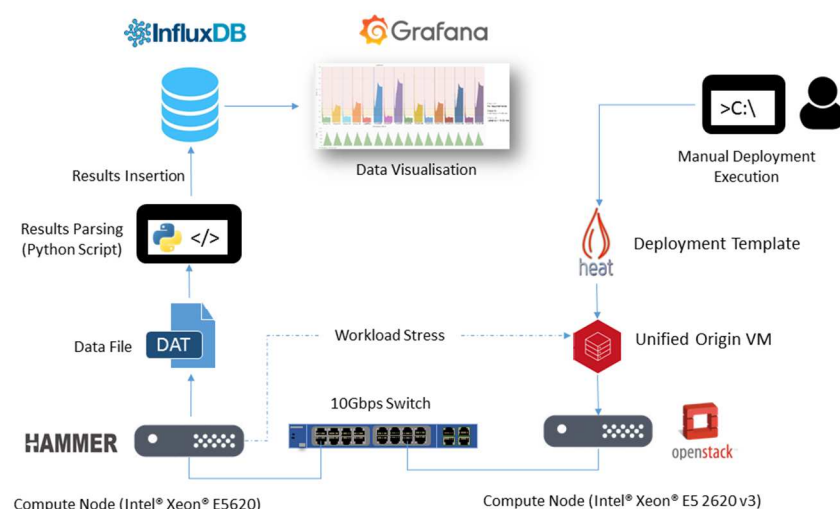 InfluxDB
Grafana
>C:\
Manual Deployment
Execution
Data Visualisation
Results Insertion
Results Parsing
(Python Script)
</>
heat
Deployment Template
Data File
DAT
Workload Stress
Unified Origin VM
10Gbps Switch
HAMMER
openstack
Compute Node (Intel® Xeon® E5620)
Compute Node (Intel® Xeon® E5 2620 v3)